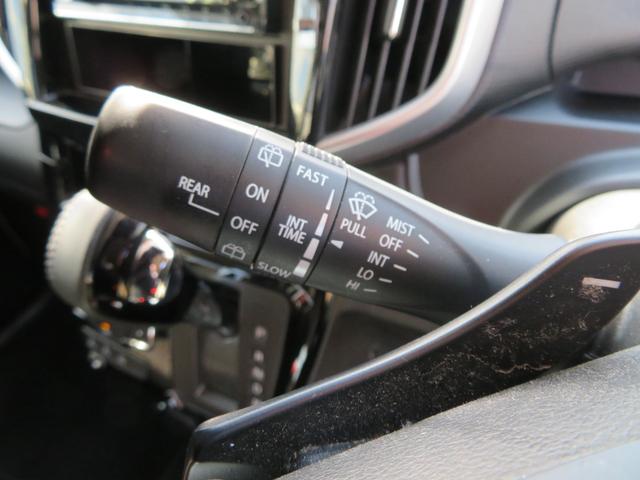 REAR
ON
OFF
FAST
INT
TIME
SLOW
PULL
MIST
OFF
INT
LO
HI